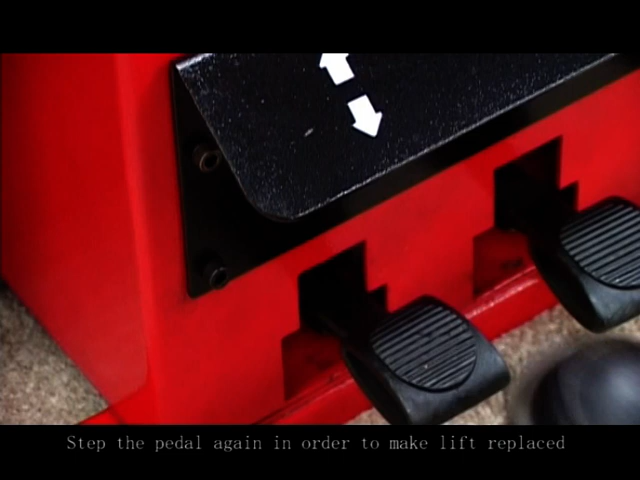 Step the pedal again in order to make lift replaced